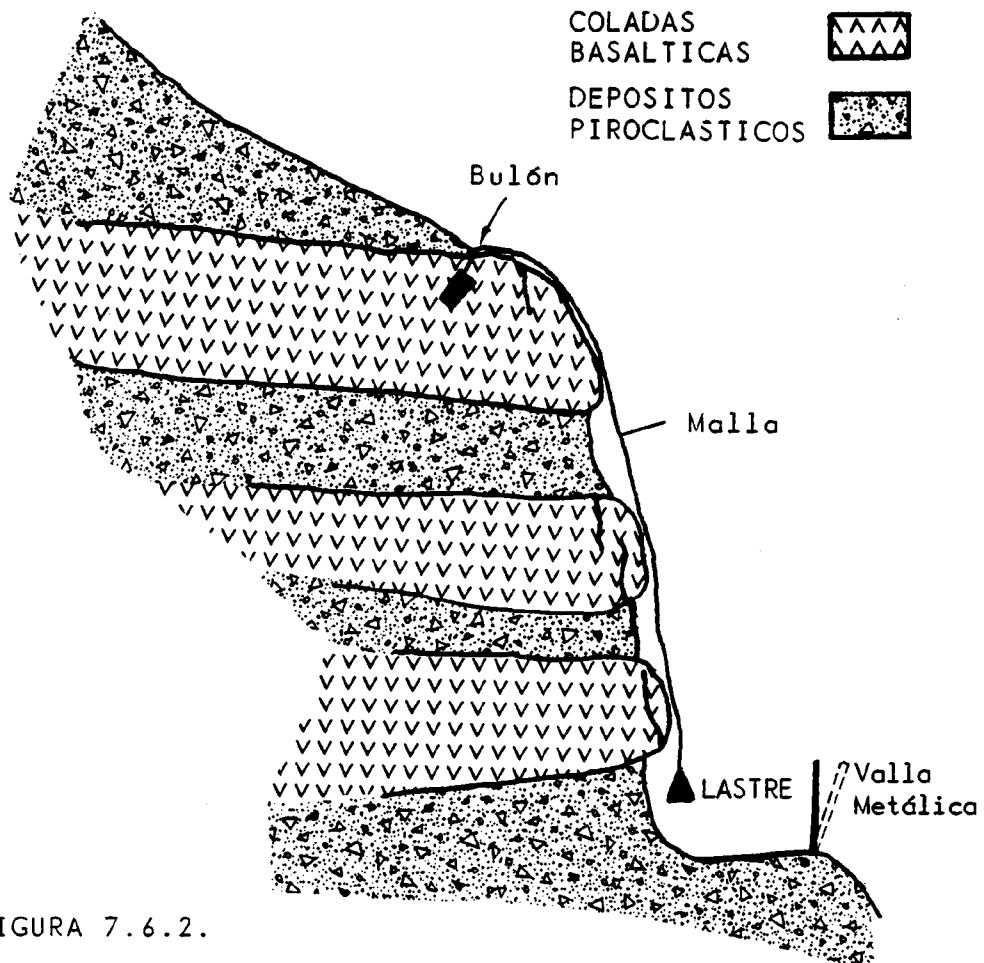 COLADAS
BASALTICAS
DEPOSITOS
PIROCLASTICOS
Bulón
Malla
LASTRE
Valla
Metálica
IGURA 7.6.2.